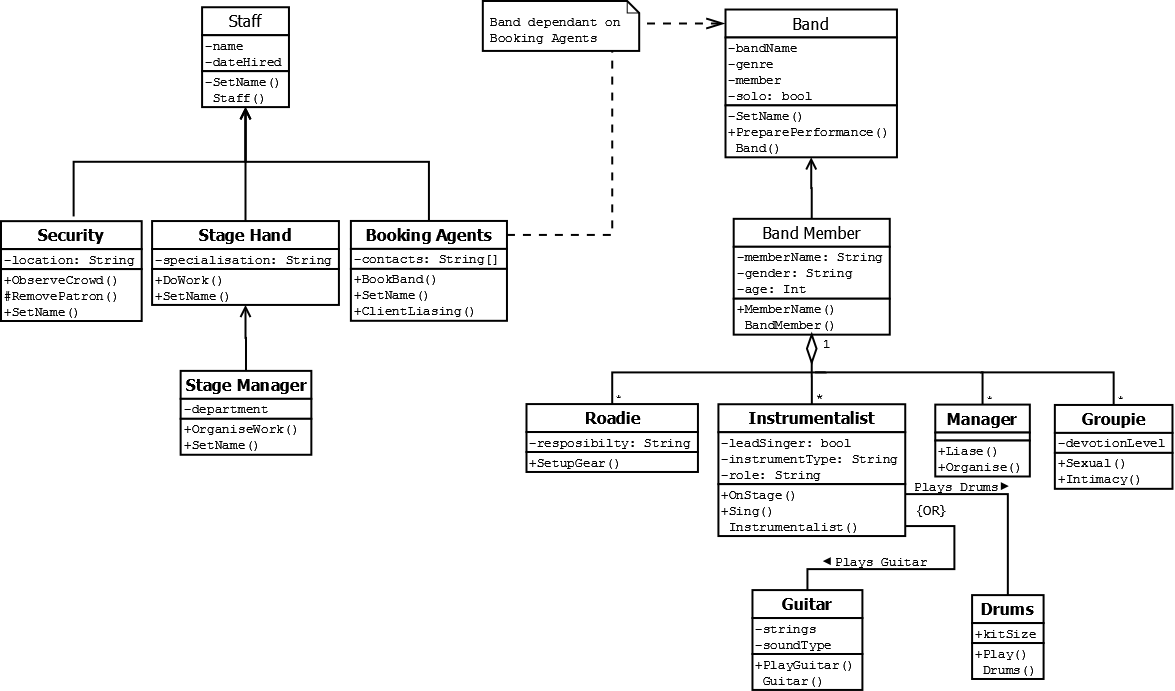 Staff
-name
-dateHired
-SetName()
Staff()
Band dependant on
Booking Agents
Band
-bandName
-genre
-member
-solo: bool
-SetName()
+PreparePerformance()
Band()
Security
-location: String
+ObserveCrowd()
#RemovePatron()
+SetName()
Stage Hand
-specialisation: String
+DoWork()
+SetName()
Booking Agents
-contacts: String[]
+BookBand()
+SetName()
+ClientLiasing()
Band Member
-memberName: String
-gender: String
-age: Int
+MemberName()
BandMember()
1
Stage Manager
-department
+OrganiseWork()
+SetName()
*
Roadie
-resposibilty: String
+SetupGear()
*
Instrumentalist
-leadSinger: bool
-instrumentType: String
-role: String
+OnStage()
+Sing()
Instrumentalist()
*
Manager
+Liase()
+Organise()
*
Groupie
-devotionLevel
+Sexual()
+Intimacy()
Plays Drums►
{OR}
◄Plays Guitar
Guitar
-strings
-soundType
+PlayGuitar()
Guitar()
Drums
+kitSize
+Play()
Drums()